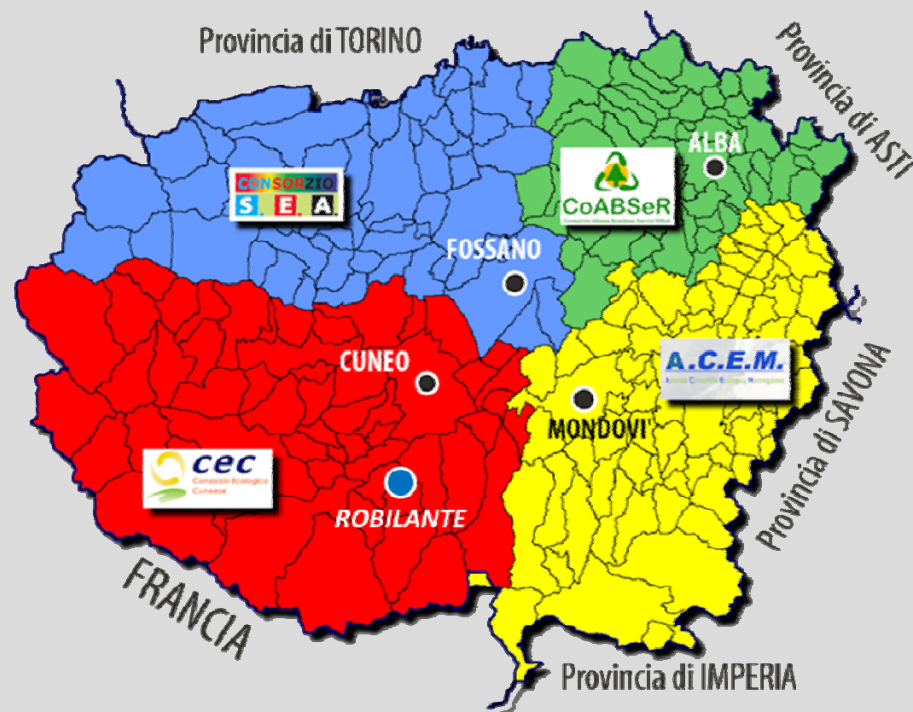 Provincia di TORINO
Provincia di ASTI
ALBA
CONSORZIO
S. E. A.
CoABSeR
FOSSANO
CUNEO
A.C.E.M.
MONDOVI'
Provincia di SAVONA
cec
Consorzio Ecologico
Cuneese
ROBILANTE
FRANCIA
Provincia di IMPERIA